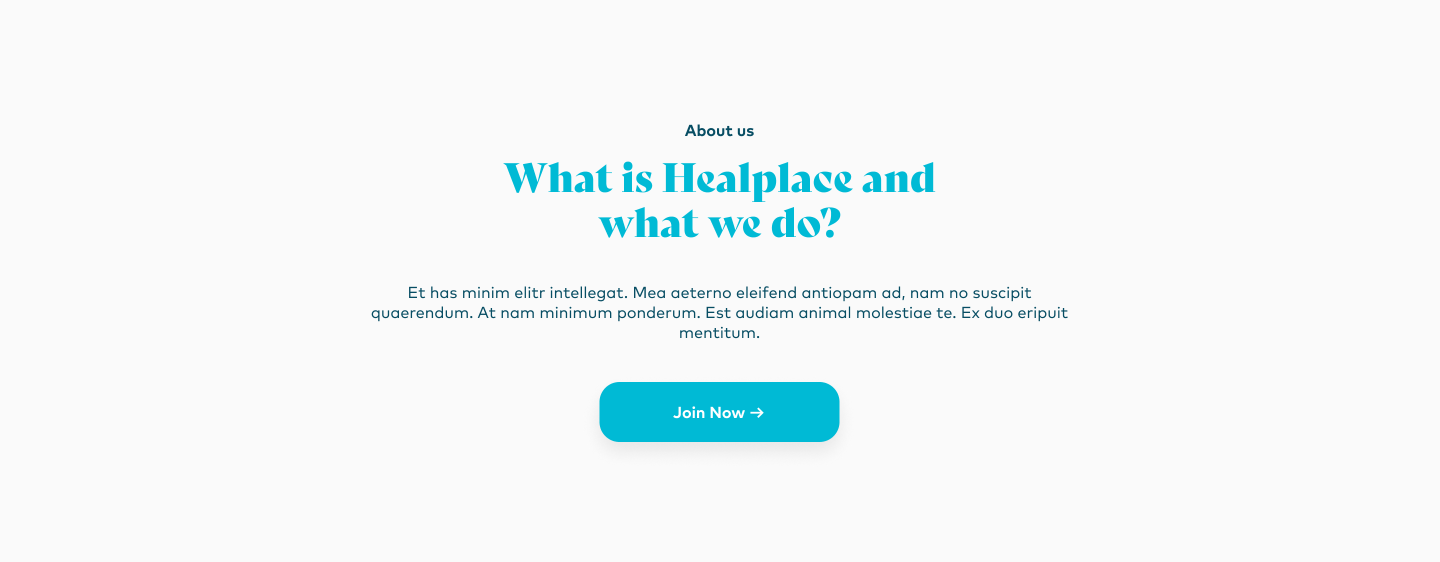 About us
What is Healplace and
what we do?
Et has minim elitr intellegat. Mea aeterno eleifend antiopam ad, nam no suscipit
quaerendum. At nam minimum ponderum. Est audiam animal molestiae te. Ex duo eripuit
mentitum.
Join Now →